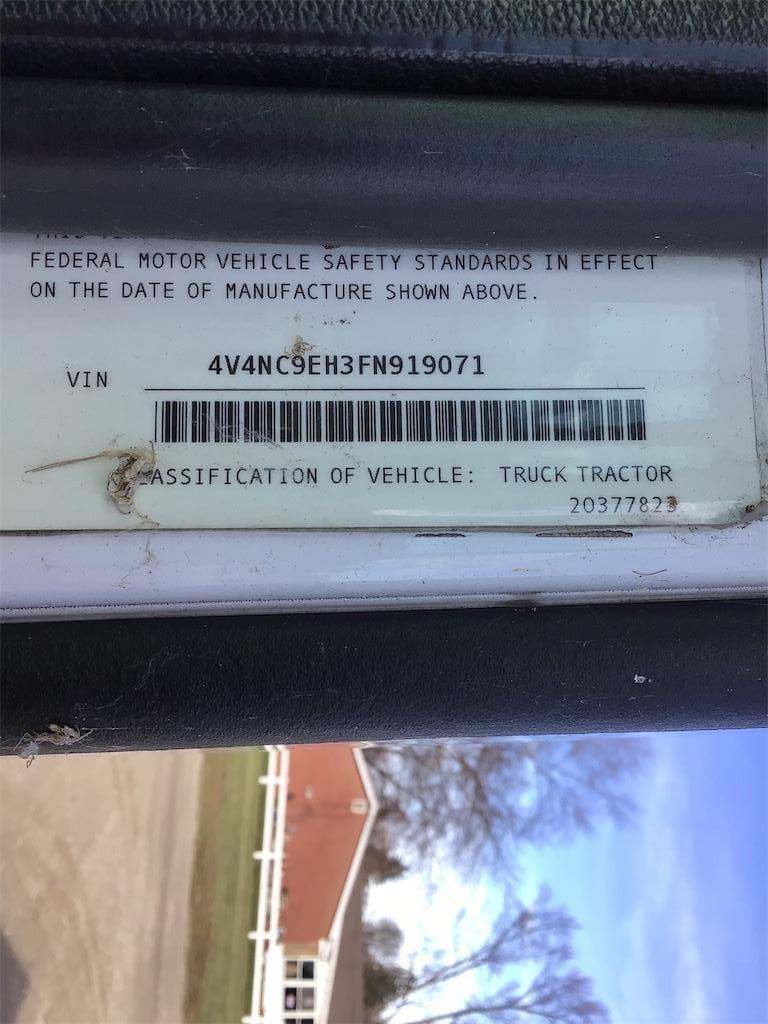 FEDERAL MOTOR VEHICLE SAFETY STANDARDS IN EFFECT
ON THE DATE OF MANUFACTURE SHOWN ABOVE.
4V4NC9EH3FN919071
VIN
LASSIFICATION OF VEHICLE: TRUCK TRACTOR
20377823